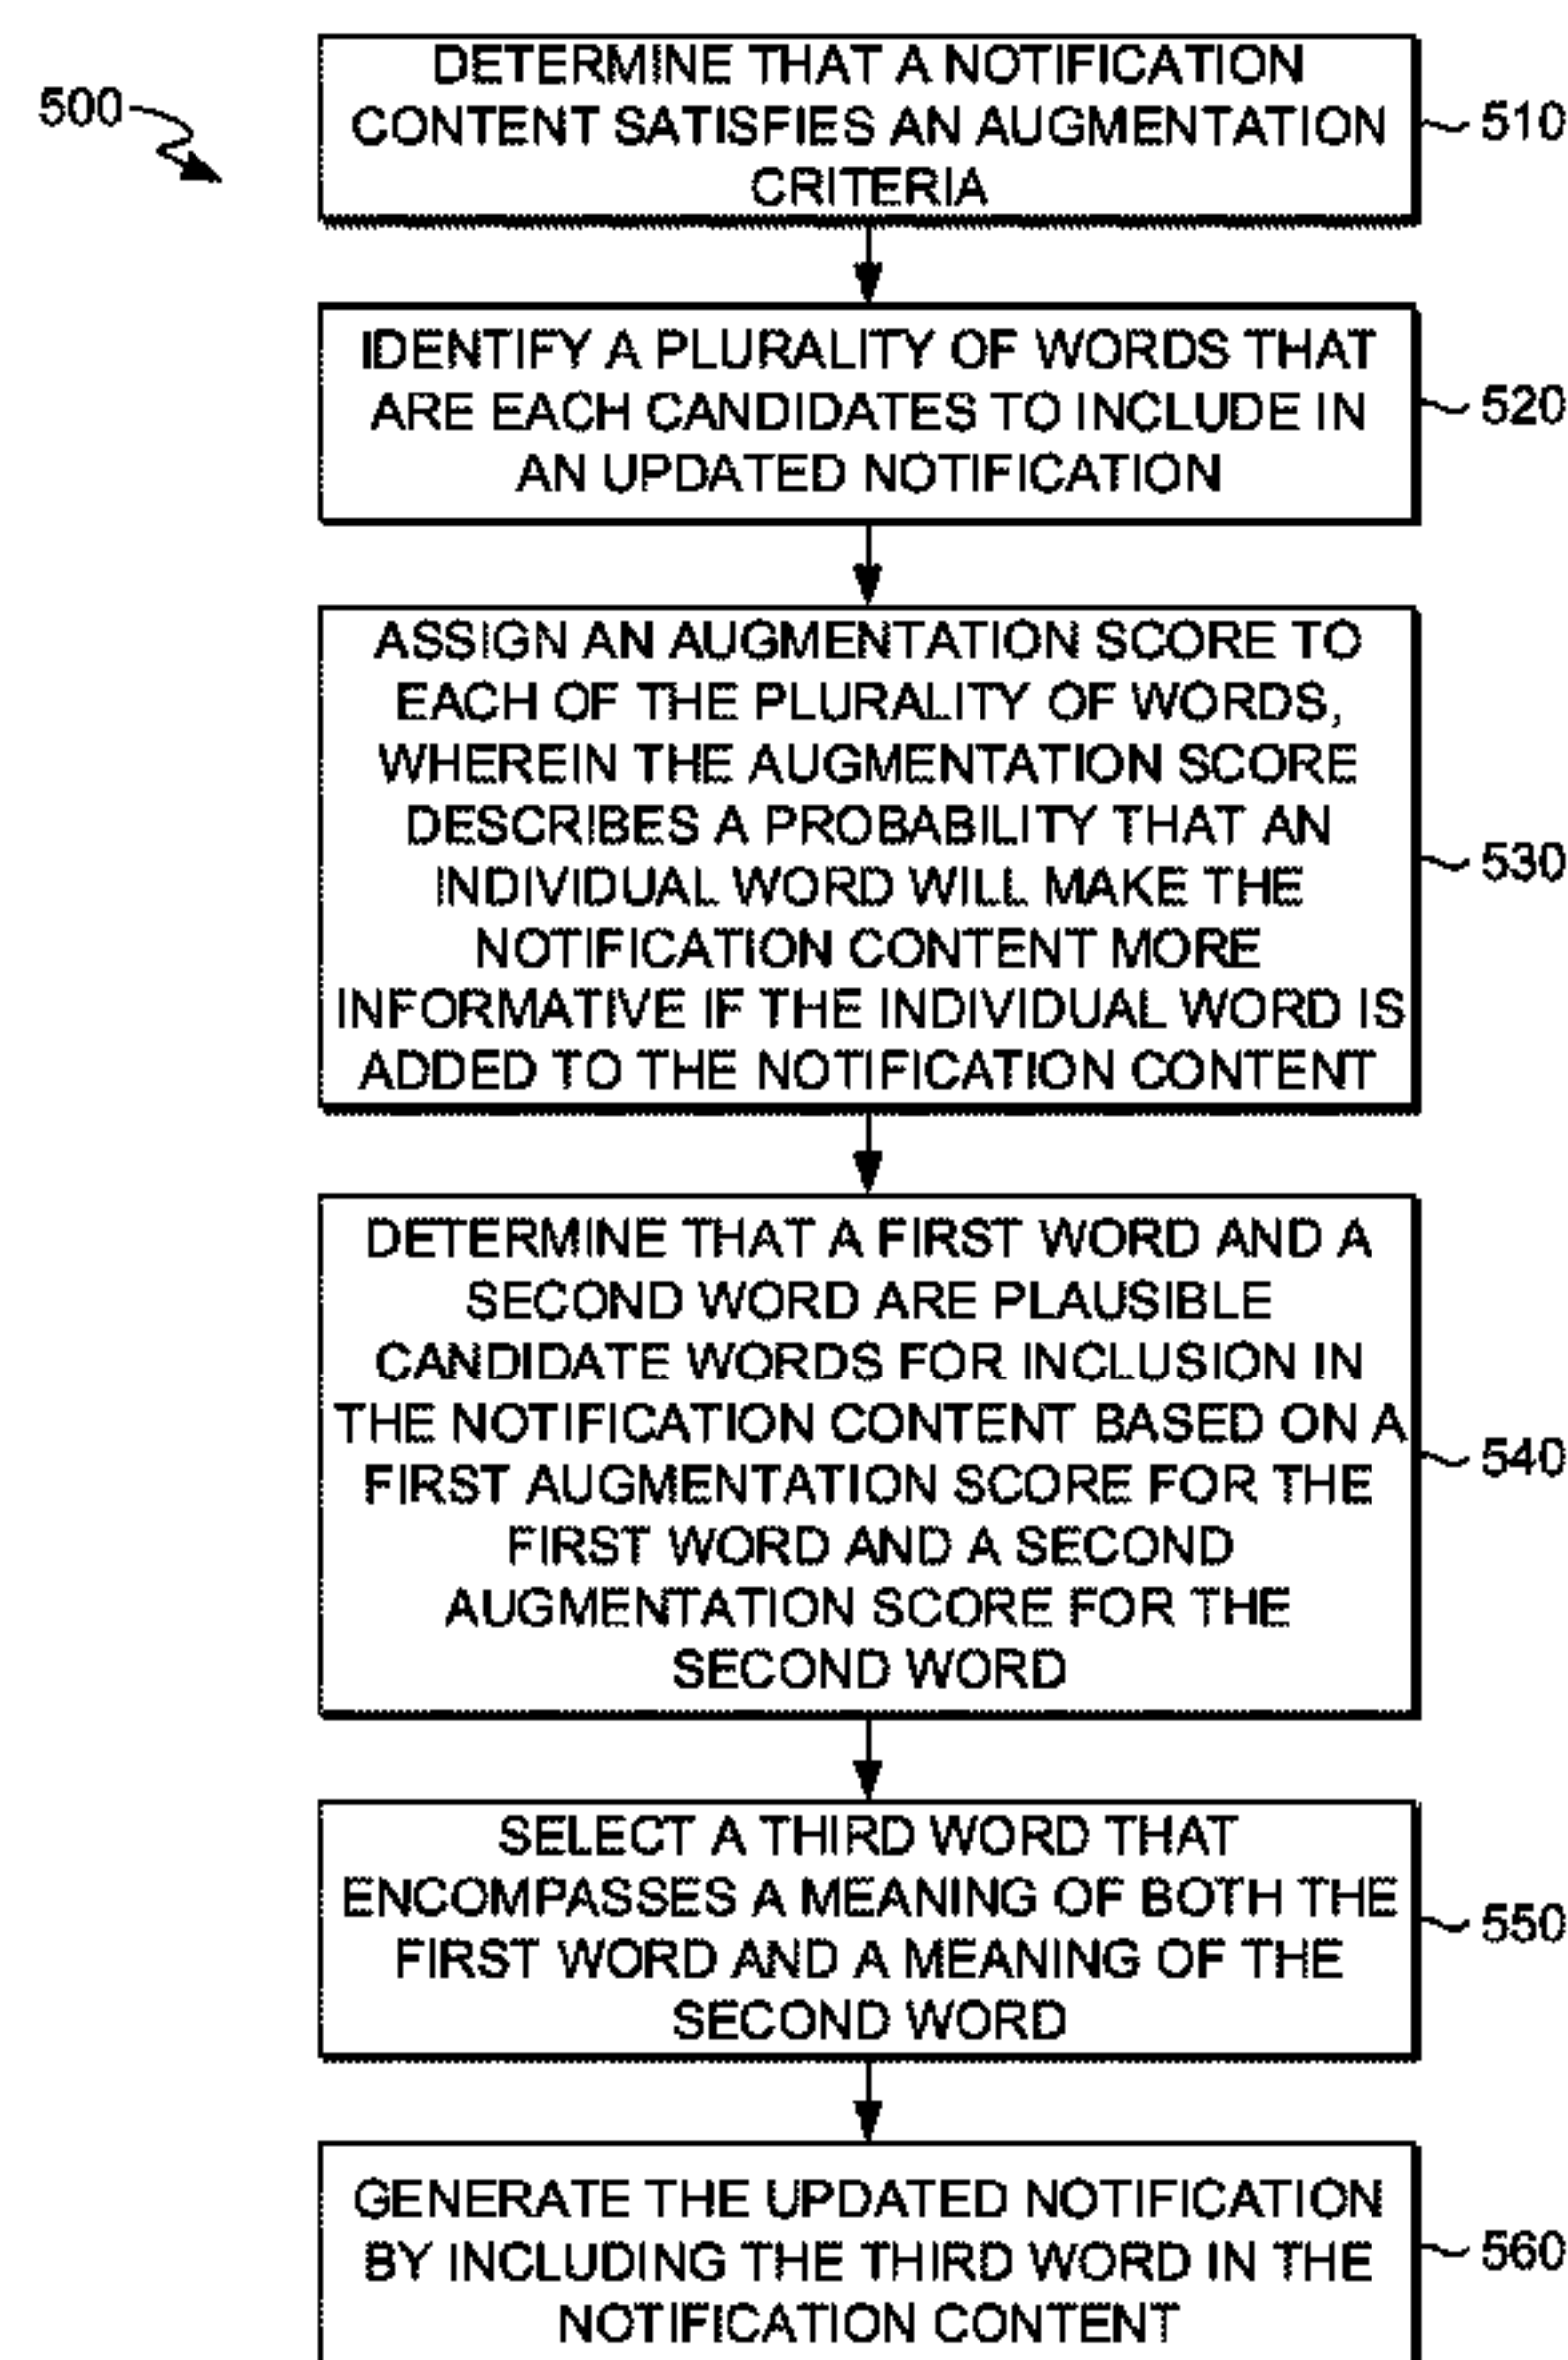 500
DETERMINE THAT A NOTIFICATION
CONTENT SATISFIES AN AUGMENTATION
CRITERIA
510
IDENTIFY A PLURALITY OF WORDS THAT
ARE EACH CANDIDATES TO INCLUDE IN
AN UPDATED NOTIFICATION
520
ASSIGN AN AUGMENTATION SCORE TO
EACH OF THE PLURALITY OF WORDS,
WHEREIN THE AUGMENTATION SCORE
DESCRIBES A PROBABILITY THAT AN
INDIVIDUAL WORD WILL MAKE THE
NOTIFICATION CONTENT MORE
INFORMATIVE IF THE INDIVIDUAL WORD IS
ADDED TO THE NOTIFICATION CONTENT
530
DETERMINE THAT A FIRST WORD AND A
SECOND WORD ARE PLAUSIBLE
CANDIDATE WORDS FOR INCLUSION IN
THE NOTIFICATION CONTENT BASED ON A
FIRST AUGMENTATION SCORE FOR THE
FIRST WORD AND A SECOND
AUGMENTATION SCORE FOR THE
SECOND WORD
540
SELECT A THIRD WORD THAT
ENCOMPASSES A MEANING OF BOTH THE
FIRST WORD AND A MEANING OF THE
SECOND WORD
550
GENERATE THE UPDATED NOTIFICATION
BY INCLUDING THE THIRD WORD IN THE
NOTIFICATION CONTENT
560